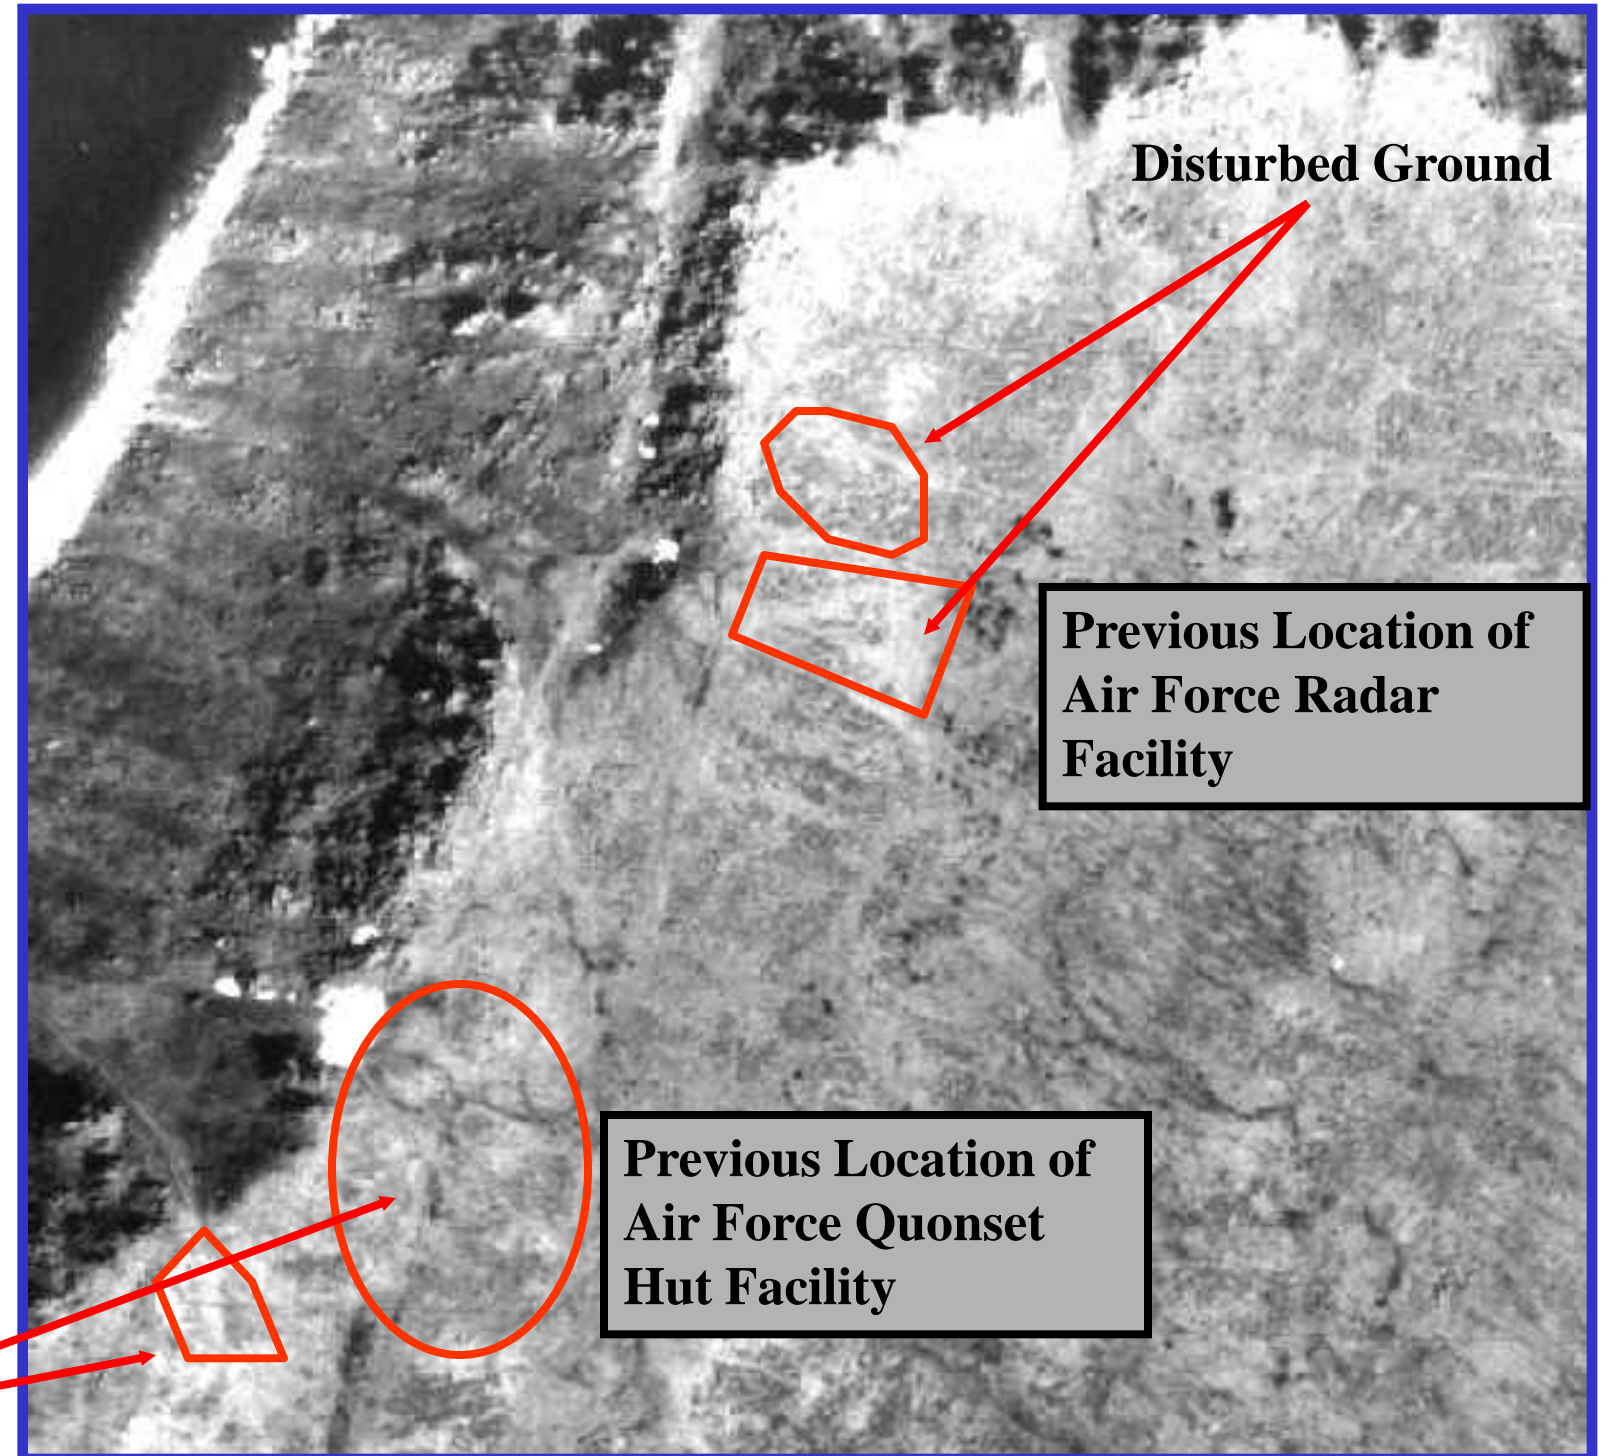 Disturbed Ground
Previous Location of
Air Force Radar
Facility
Previous Location of
Air Force Quonset
Hut Facility